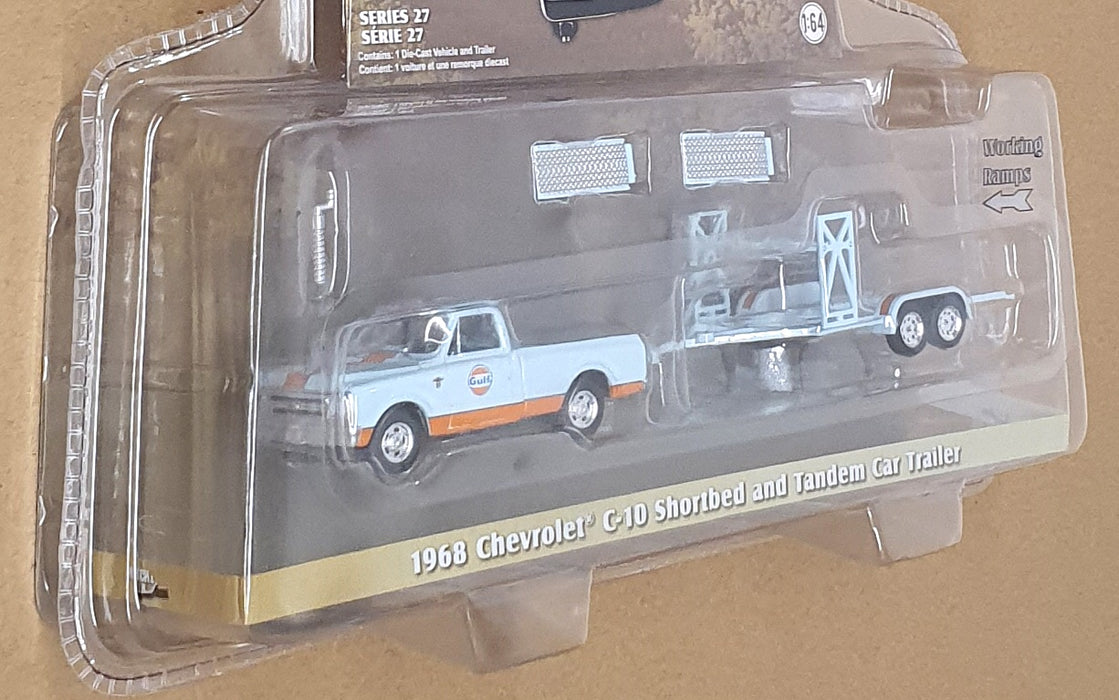 SERIES 27
SÉRIE 27
Contains: 1 Die-Cast Vehicle and Trailer
Contient: 1 voiture et une remorque diecast
1:64
Working
Ramps
Gulf
1968 Chevrolet® C-10 Shortbed and Tandem Car Trailer